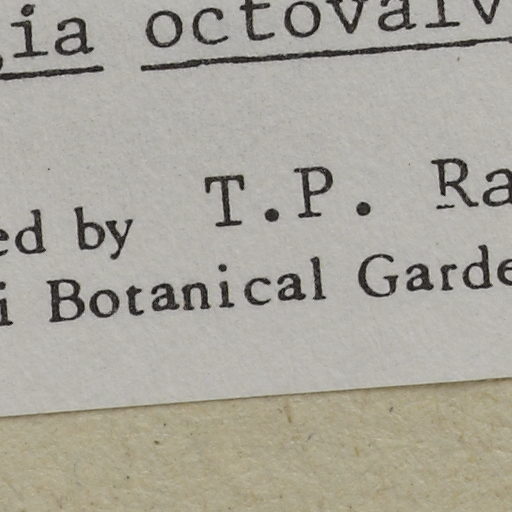 ia octovalv
ed by T.P. Ra
i Botanical Garde